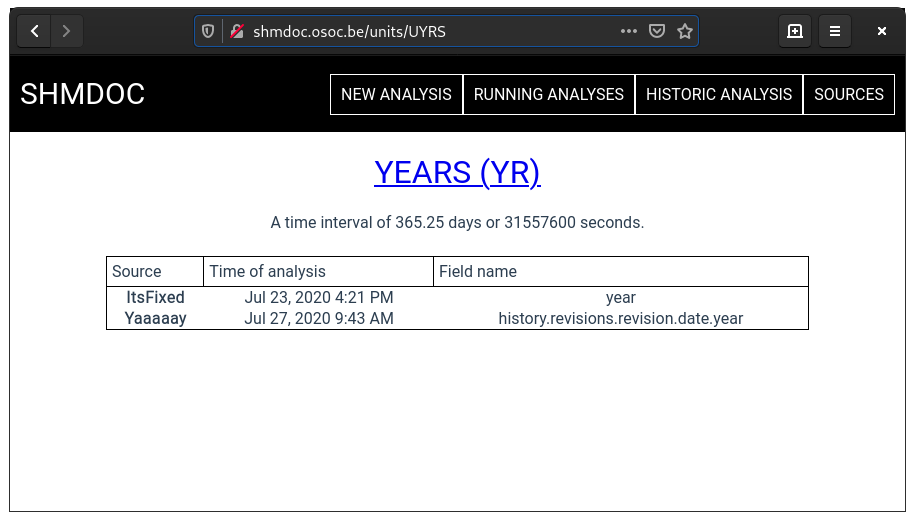 shmdoc.osoc.be/units/UYRS
SHMDOC
NEW ANALYSIS RUNNING ANALYSES HISTORIC ANALYSIS SOURCES
YEARS (YR)
A time interval of 365.25 days or 31557600 seconds.
Source Time of analysis Field name
ItsFixed Jul 23, 2020 4:21 PM year
Yaaaaay Jul 27, 2020 9:43 AM history.revisions.revision.date.year